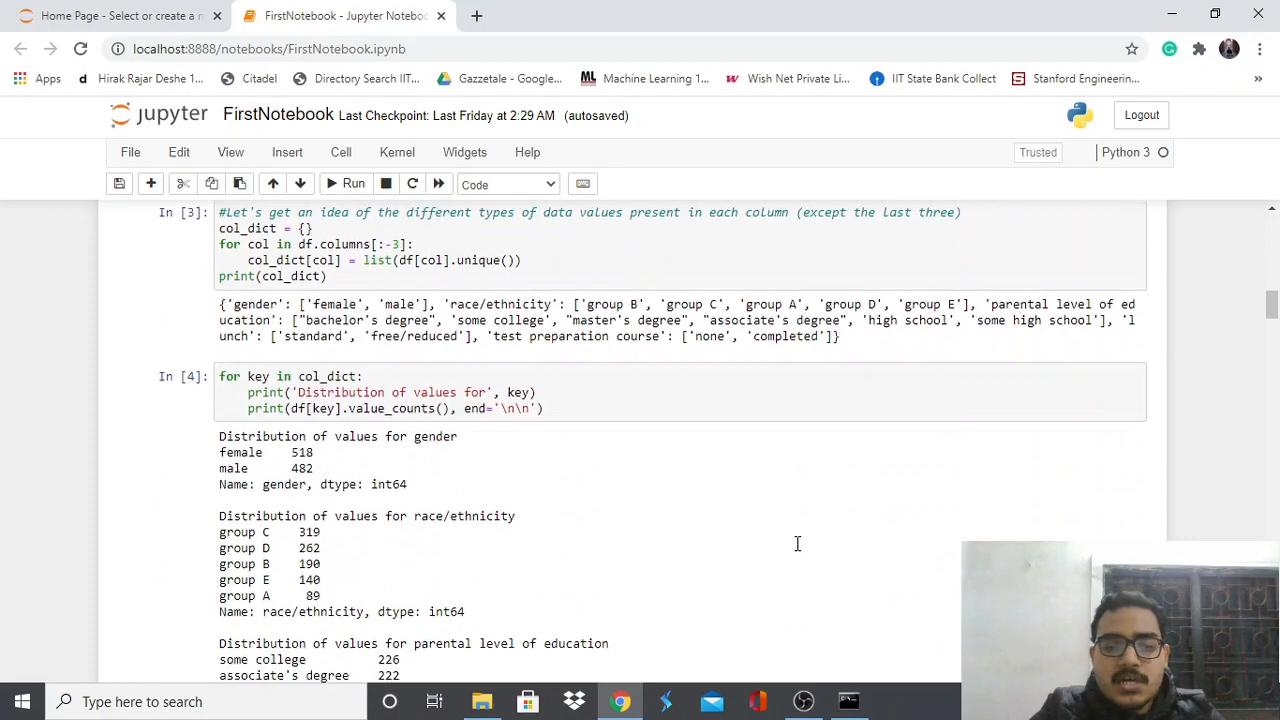 Home Page - Select or create a n
FirstNotebook - Jupyter Notebo
localhost:8888/notebooks/FirstNotebook.ipynb
Apps
d Hirak Rajar Deshe 1...
Citadel
Directory Search IIT...
Gazzetale - Google...
ML Machine Learning 1...
Wish Net Private Li...
IIT State Bank Collect
S Stanford Engineerin...
»
jupyter FirstNotebook Last Checkpoint: Last Friday at 2:29 AM (autosaved)
Logout
File Edit View Insert Cell Kernel Widgets Help
Trusted
Python 3
Run
Code
In [3]: #Let's get an idea of the different types of data values present in each column (except the last three)
col_dict = {}
for col in df.columns[:-3]:
    col_dict[col] = list(df[col].unique())
print(col_dict)
{'gender': ['female', 'male'], 'race/ethnicity': ['group B', 'group C', 'group A', 'group D', 'group E'], 'parental level of ed
ucation': ["bachelor's degree", 'some college', "master's degree", "associate's degree", 'high school', 'some high school'], 'l
unch': ['standard', 'free/reduced'], 'test preparation course': ['none', 'completed']}
In [4]: for key in col_dict:
    print('Distribution of values for', key)
    print(df[key].value_counts(), end='\n\n')
Distribution of values for gender
female 518
male 482
Name: gender, dtype: int64
Distribution of values for race/ethnicity
group C 319
group D 262
group B 190
group E 140
group A 89
Name: race/ethnicity, dtype: int64
Distribution of values for parental level of education
some college 226
associate's degree 222
Type here to search